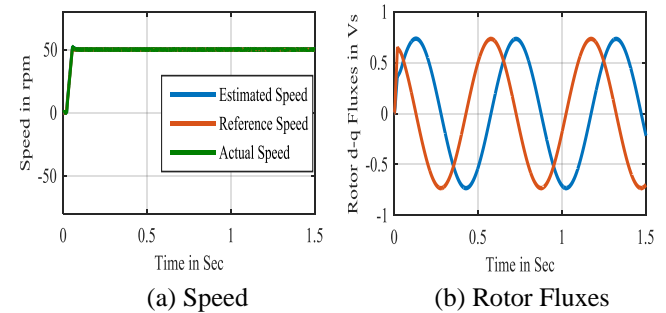 Speed in rpm
50
0
-50
Estimated Speed
Reference Speed
Actual Speed
0
0.5
1
1.5
Time in Sec
(a) Speed
Rotor d-q Fluxes in Vs
1
0.5
0
-0.5
-1
0
0.5
1
1.5
Time in Sec
(b) Rotor Fluxes